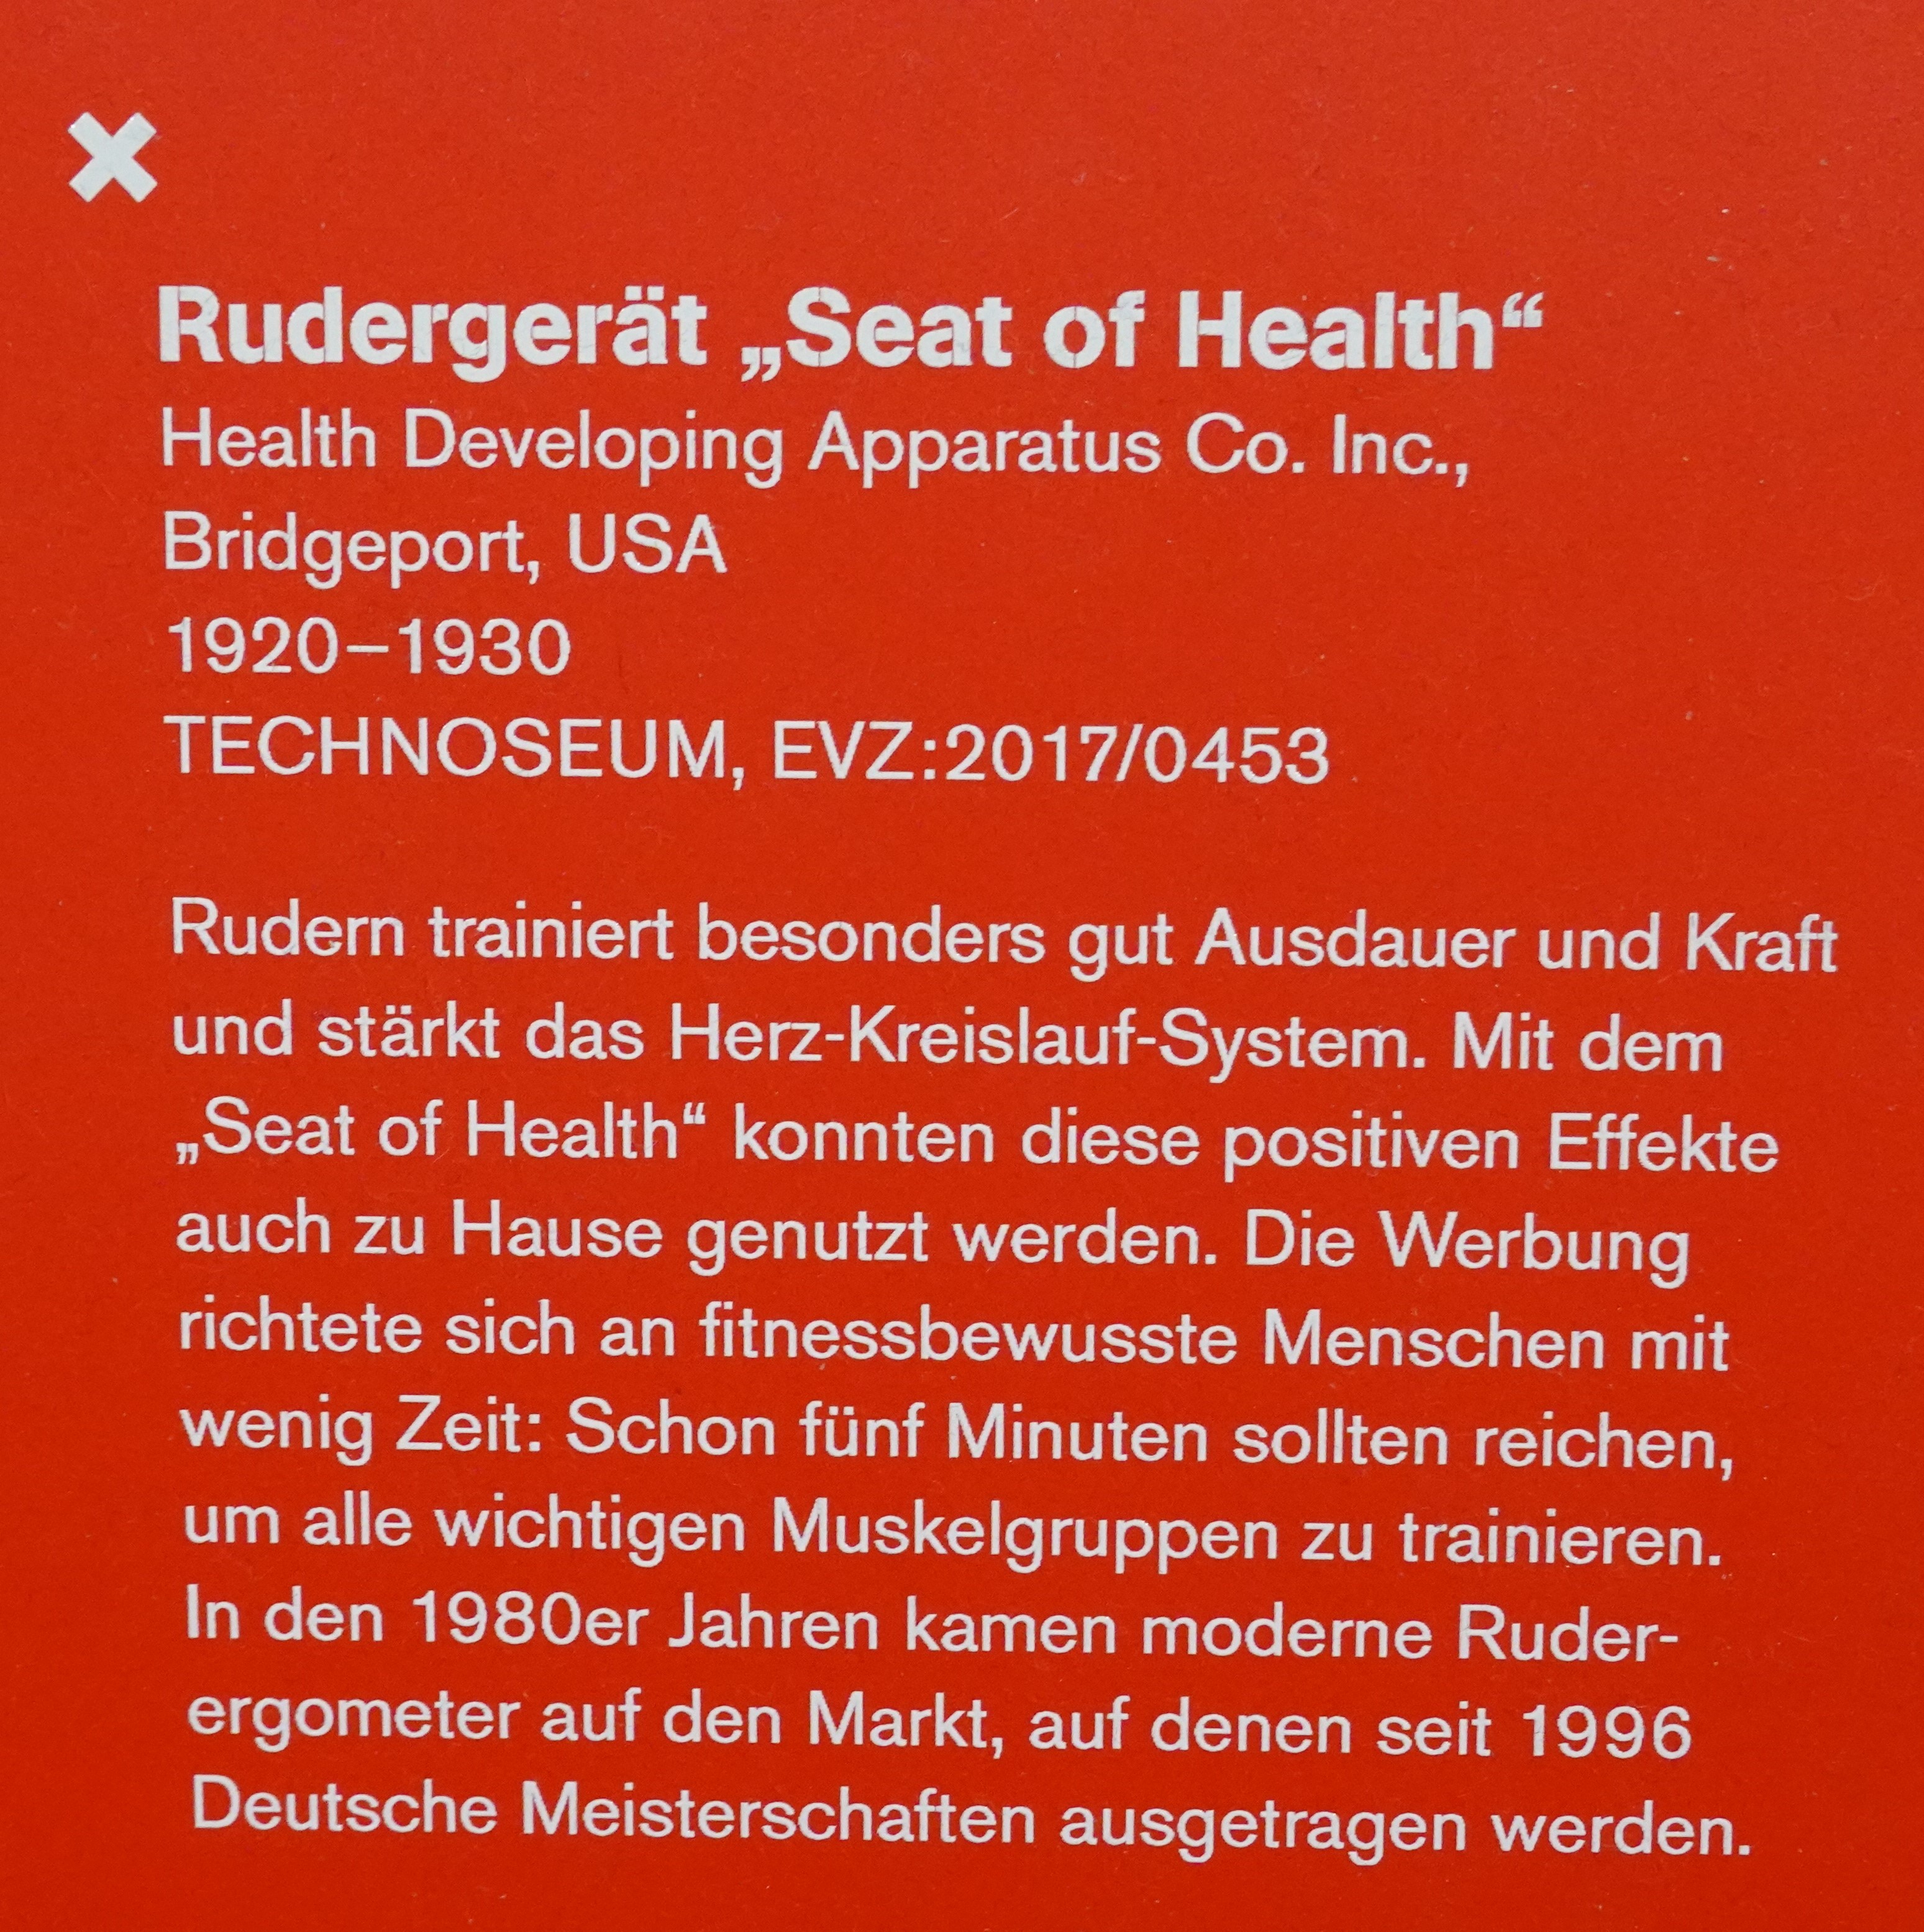 Rudergerät „Seat of Health“
Health Developing Apparatus Co. Inc.,
Bridgeport, USA
1920–1930
TECHNOSEUM, EVZ:2017/0453
Rudern trainiert besonders gut Ausdauer und Kraft
und stärkt das Herz-Kreislauf-System. Mit dem
„Seat of Health“ konnten diese positiven Effekte
auch zu Hause genutzt werden. Die Werbung
richtete sich an fitnessbewusste Menschen mit
wenig Zeit: Schon fünf Minuten sollten reichen,
um alle wichtigen Muskelgruppen zu trainieren.
In den 1980er Jahren kamen moderne Ruder-
ergometer auf den Markt, auf denen seit 1996
Deutsche Meisterschaften ausgetragen werden.